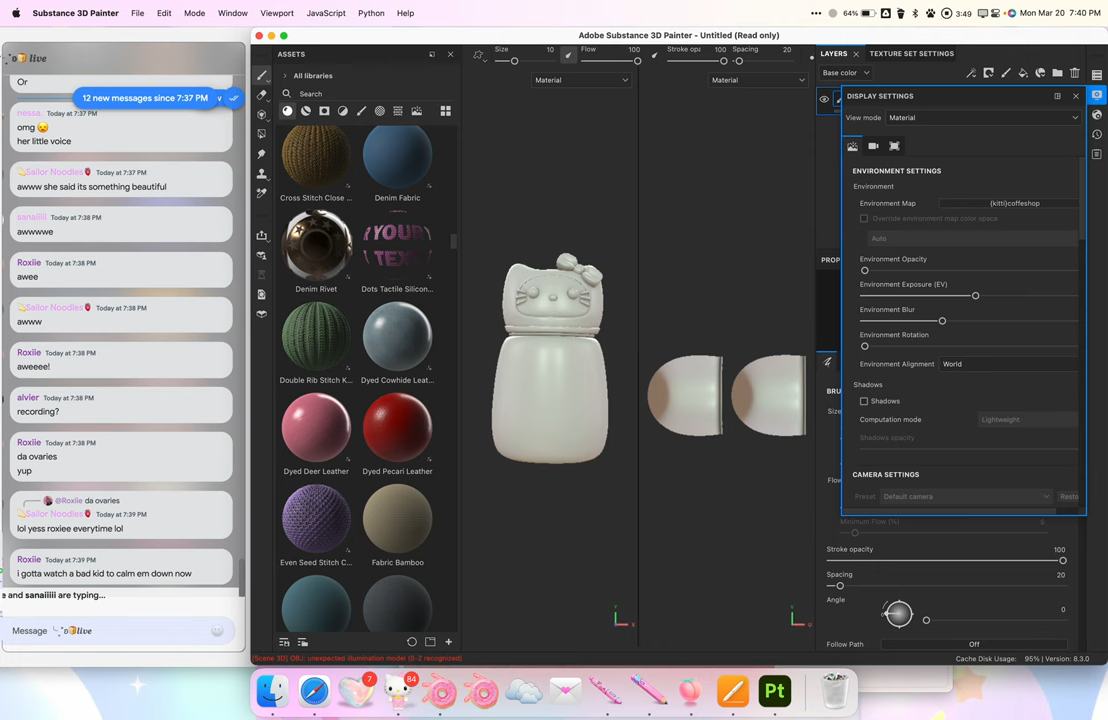 Substance 3D Painter File Edit Mode Window Viewport JavaScript Python Help
64% 3:49 Mon Mar 20 7:40 PM
live
Or
12 new messages since 7:37 PM
nessa Today at 7:37 PM
omg
her little voice
Sailor Noodles Today at 7:37 PM
awww she said its something beautiful
sanaiiiii Today at 7:38 PM
awwwwe
Roxiie Today at 7:38 PM
awee
Sailor Noodles Today at 7:38 PM
awww
Roxiie Today at 7:38 PM
aweeee!
alvier Today at 7:38 PM
recording?
Roxiie Today at 7:38 PM
da ovaries
yup
@Roxiie da ovaries
Sailor Noodles Today at 7:39 PM
lol yess roxiee everytime lol
Roxiie Today at 7:39 PM
i gotta watch a bad kid to calm em down now
e and sanaiiiii are typing...
Message live
Adobe Substance 3D Painter - Untitled (Read only)
ASSETS
All libraries
Search
Cross Stitch Close ...
Denim Fabric
(YOUR
TEXT
Denim Rivet
Dots Tactile Silicon...
Double Rib Stitch K...
Dyed Cowhide Leat...
Dyed Deer Leather
Dyed Pecari Leather
Even Seed Stitch C...
Fabric Bamboo
Size 10 Flow 100 Stroke opa 100 Spacing 20
Material
Material
Y
X
V
U
LAYERS TEXTURE SET SETTINGS
Base color
DISPLAY SETTINGS
View mode Material
ENVIRONMENT SETTINGS
Environment
Environment Map {kitti}coffeshop
Override environment map color space
Auto
Environment Opacity
Environment Exposure (EV)
Environment Blur
Environment Rotation
Environment Alignment World
Shadows
Shadows
Computation mode Lightweight
Shadows opacity
CAMERA SETTINGS
Preset Default camera Resto
PROP
BRU
Size
Flow
Minimum Flow (%)
Stroke opacity 100
Spacing 20
Angle 0
Follow Path Off
[Scene 3D] OBJ: unexpected illumination model (0-2 recognized)
Cache Disk Usage: 95% | Version: 8.3.0
7
84
Pt